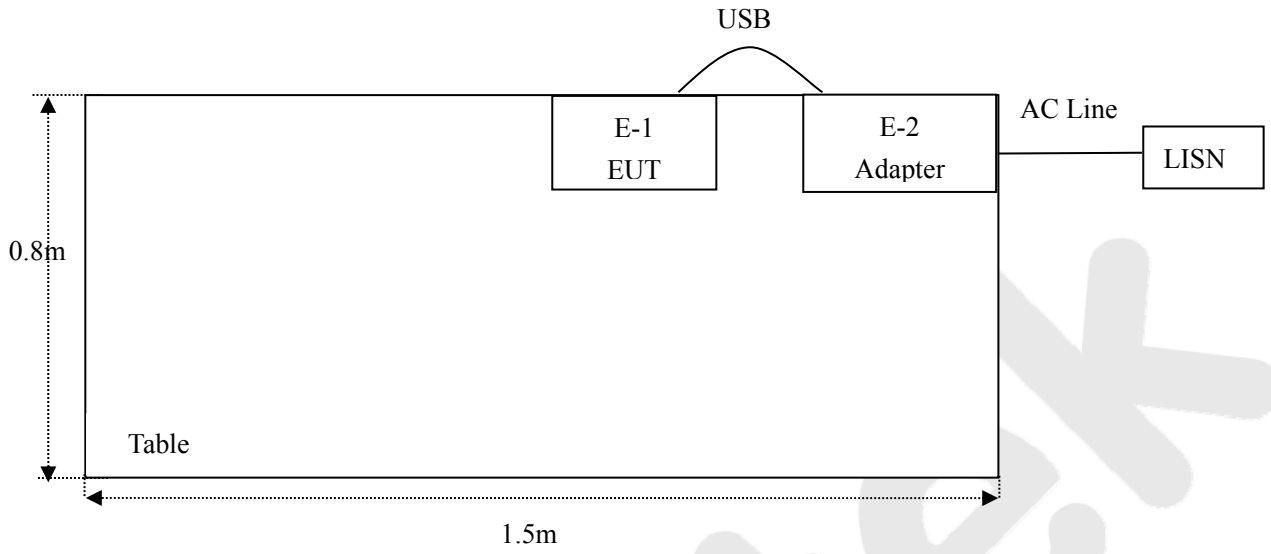 USB
E-1
EUT
E-2
Adapter
AC Line
LISN
0.8m
Table
1.5m